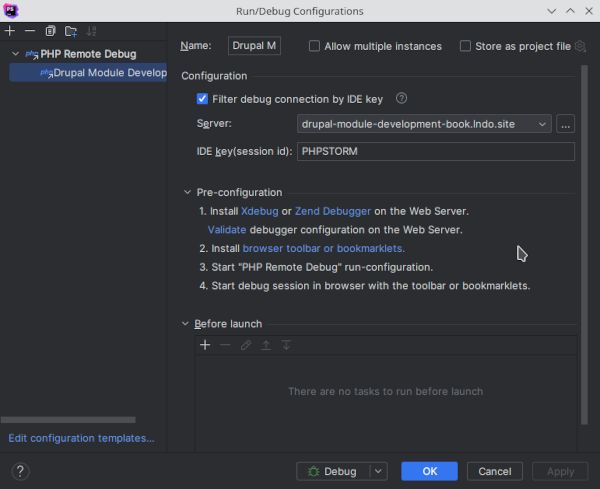 PS
Run/Debug Configurations
php PHP Remote Debug
php Drupal Module Develop
Name: Drupal M Allow multiple instances Store as project file
Configuration
Filter debug connection by IDE key ?
Server: drupal-module-development-book.lndo.site ...
IDE key(session id): PHPSTORM
Pre-configuration
1. Install Xdebug or Zend Debugger on the Web Server.
Validate debugger configuration on the Web Server.
2. Install browser toolbar or bookmarklets.
3. Start "PHP Remote Debug" run-configuration.
4. Start debug session in browser with the toolbar or bookmarklets.
Before launch
There are no tasks to run before launch
Edit configuration templates...
? Debug OK Cancel Apply